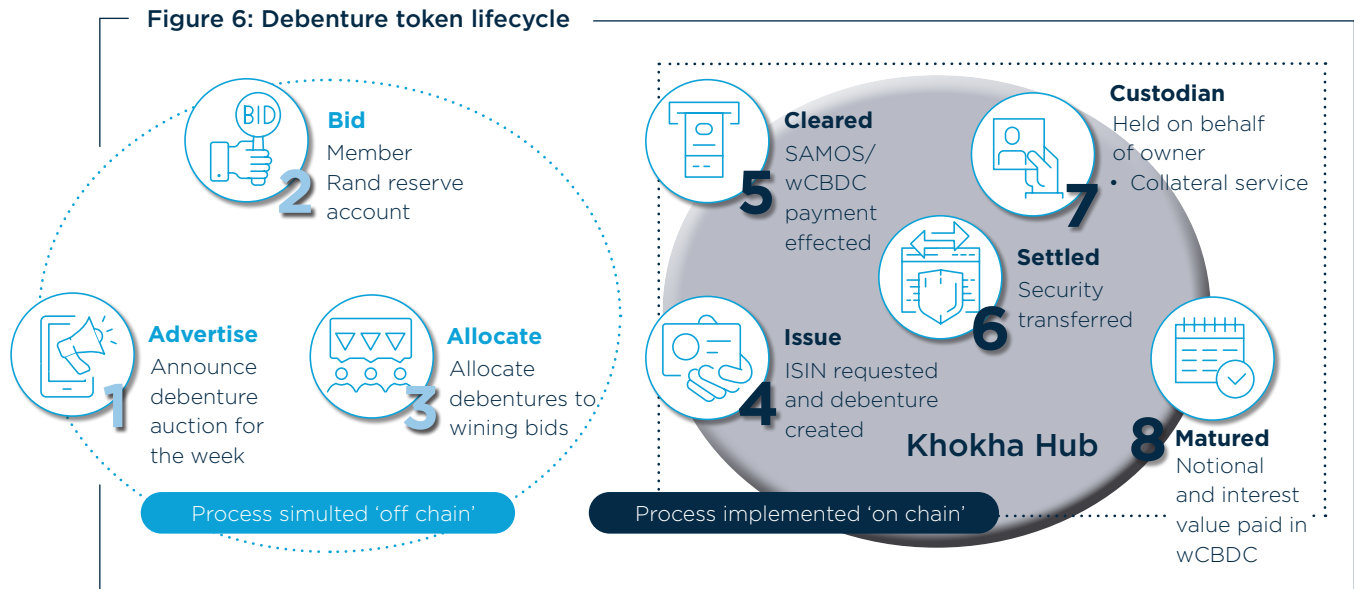 Figure 6: Debenture token lifecycle
1
Advertise
Announce
debenture
auction for
the week
BID
2
Bid
Member
Rand reserve
account
3
Allocate
Allocate
debentures to
wining bids
Process simulted 'off chain'
4
Issue
ISIN requested
and debenture
created
5
Cleared
SAMOS/
wCBDC
payment
effected
6
Settled
Security
transferred
7
Custodian
Held on behalf
of owner
• Collateral service
8
Matured
Notional
and interest
value paid in
wCBDC
Khokha Hub
Process implemented 'on chain'